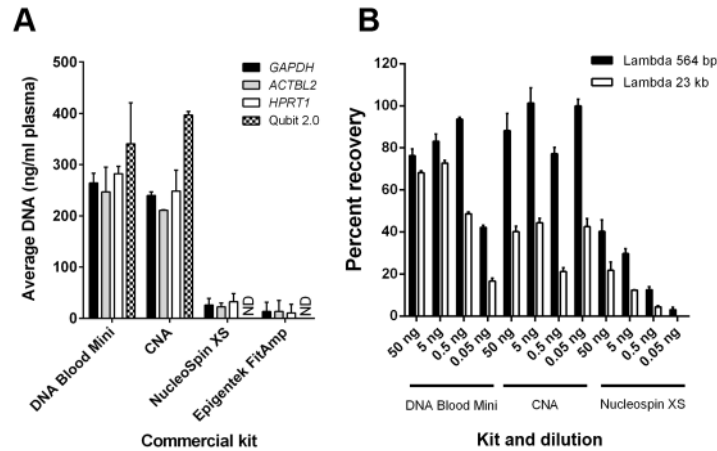 A
Average DNA (ng/ml plasma)
500
400
300
200
100
0
GAPDH
ACTBL2
HPRT1
Qubit 2.0
ND
ND
DNA Blood Mini
CNA
NucleoSpin XS
Epigentek FitAmp
Commercial kit
B
Percent recovery
120
100
80
60
40
20
0
Lambda 564 bp
Lambda 23 kb
50 ng
5 ng
0.5 ng
0.05 ng
50 ng
5 ng
0.5 ng
0.05 ng
50 ng
5 ng
0.5 ng
0.05 ng
DNA Blood Mini
CNA
Nucleospin XS
Kit and dilution